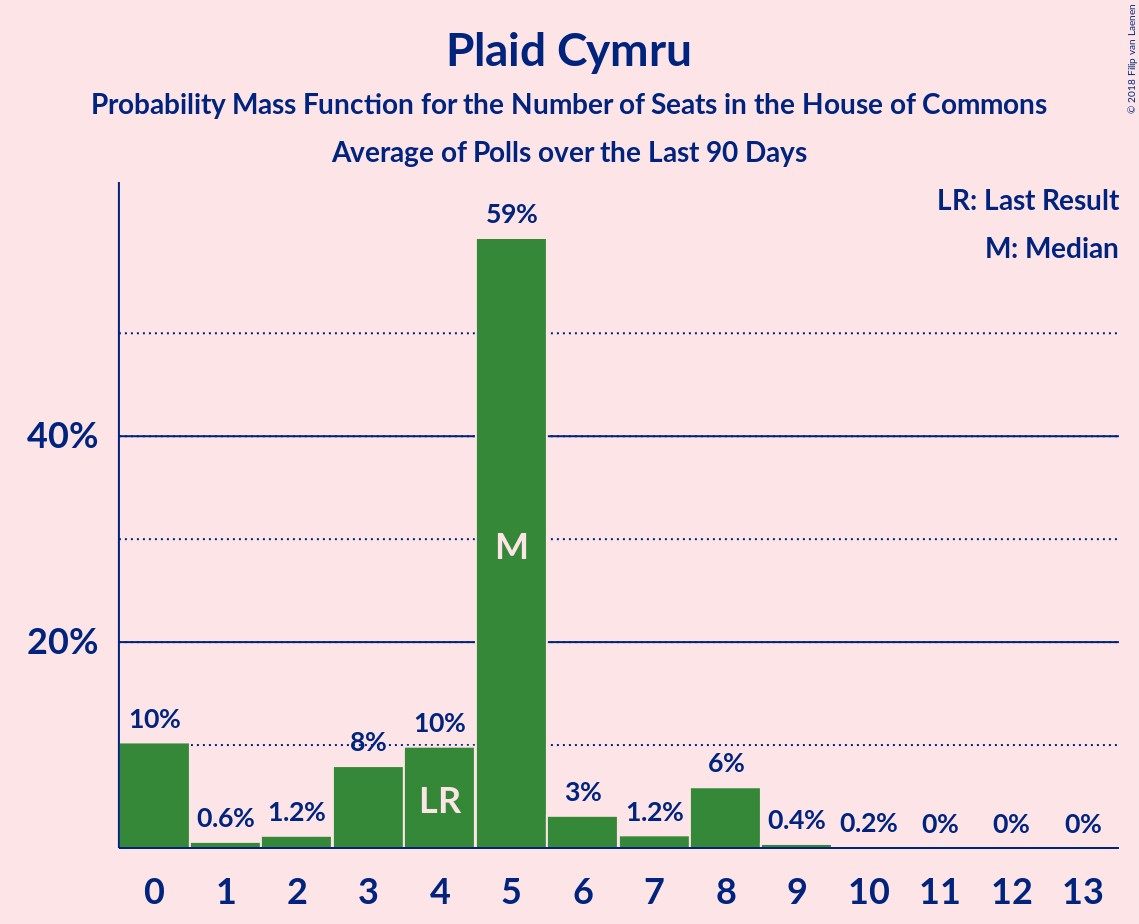 Plaid Cymru
Probability Mass Function for the Number of Seats in the House of Commons
Average of Polls over the Last 90 Days
© 2018 Filip van Laenen
LR: Last Result
M: Median
40%
20%
10%
0.6%
1.2%
8%
10%
59%
3%
1.2%
6%
0.4%
0.2%
0%
0%
0%
LR
M
0 1 2 3 4 5 6 7 8 9 10 11 12 13